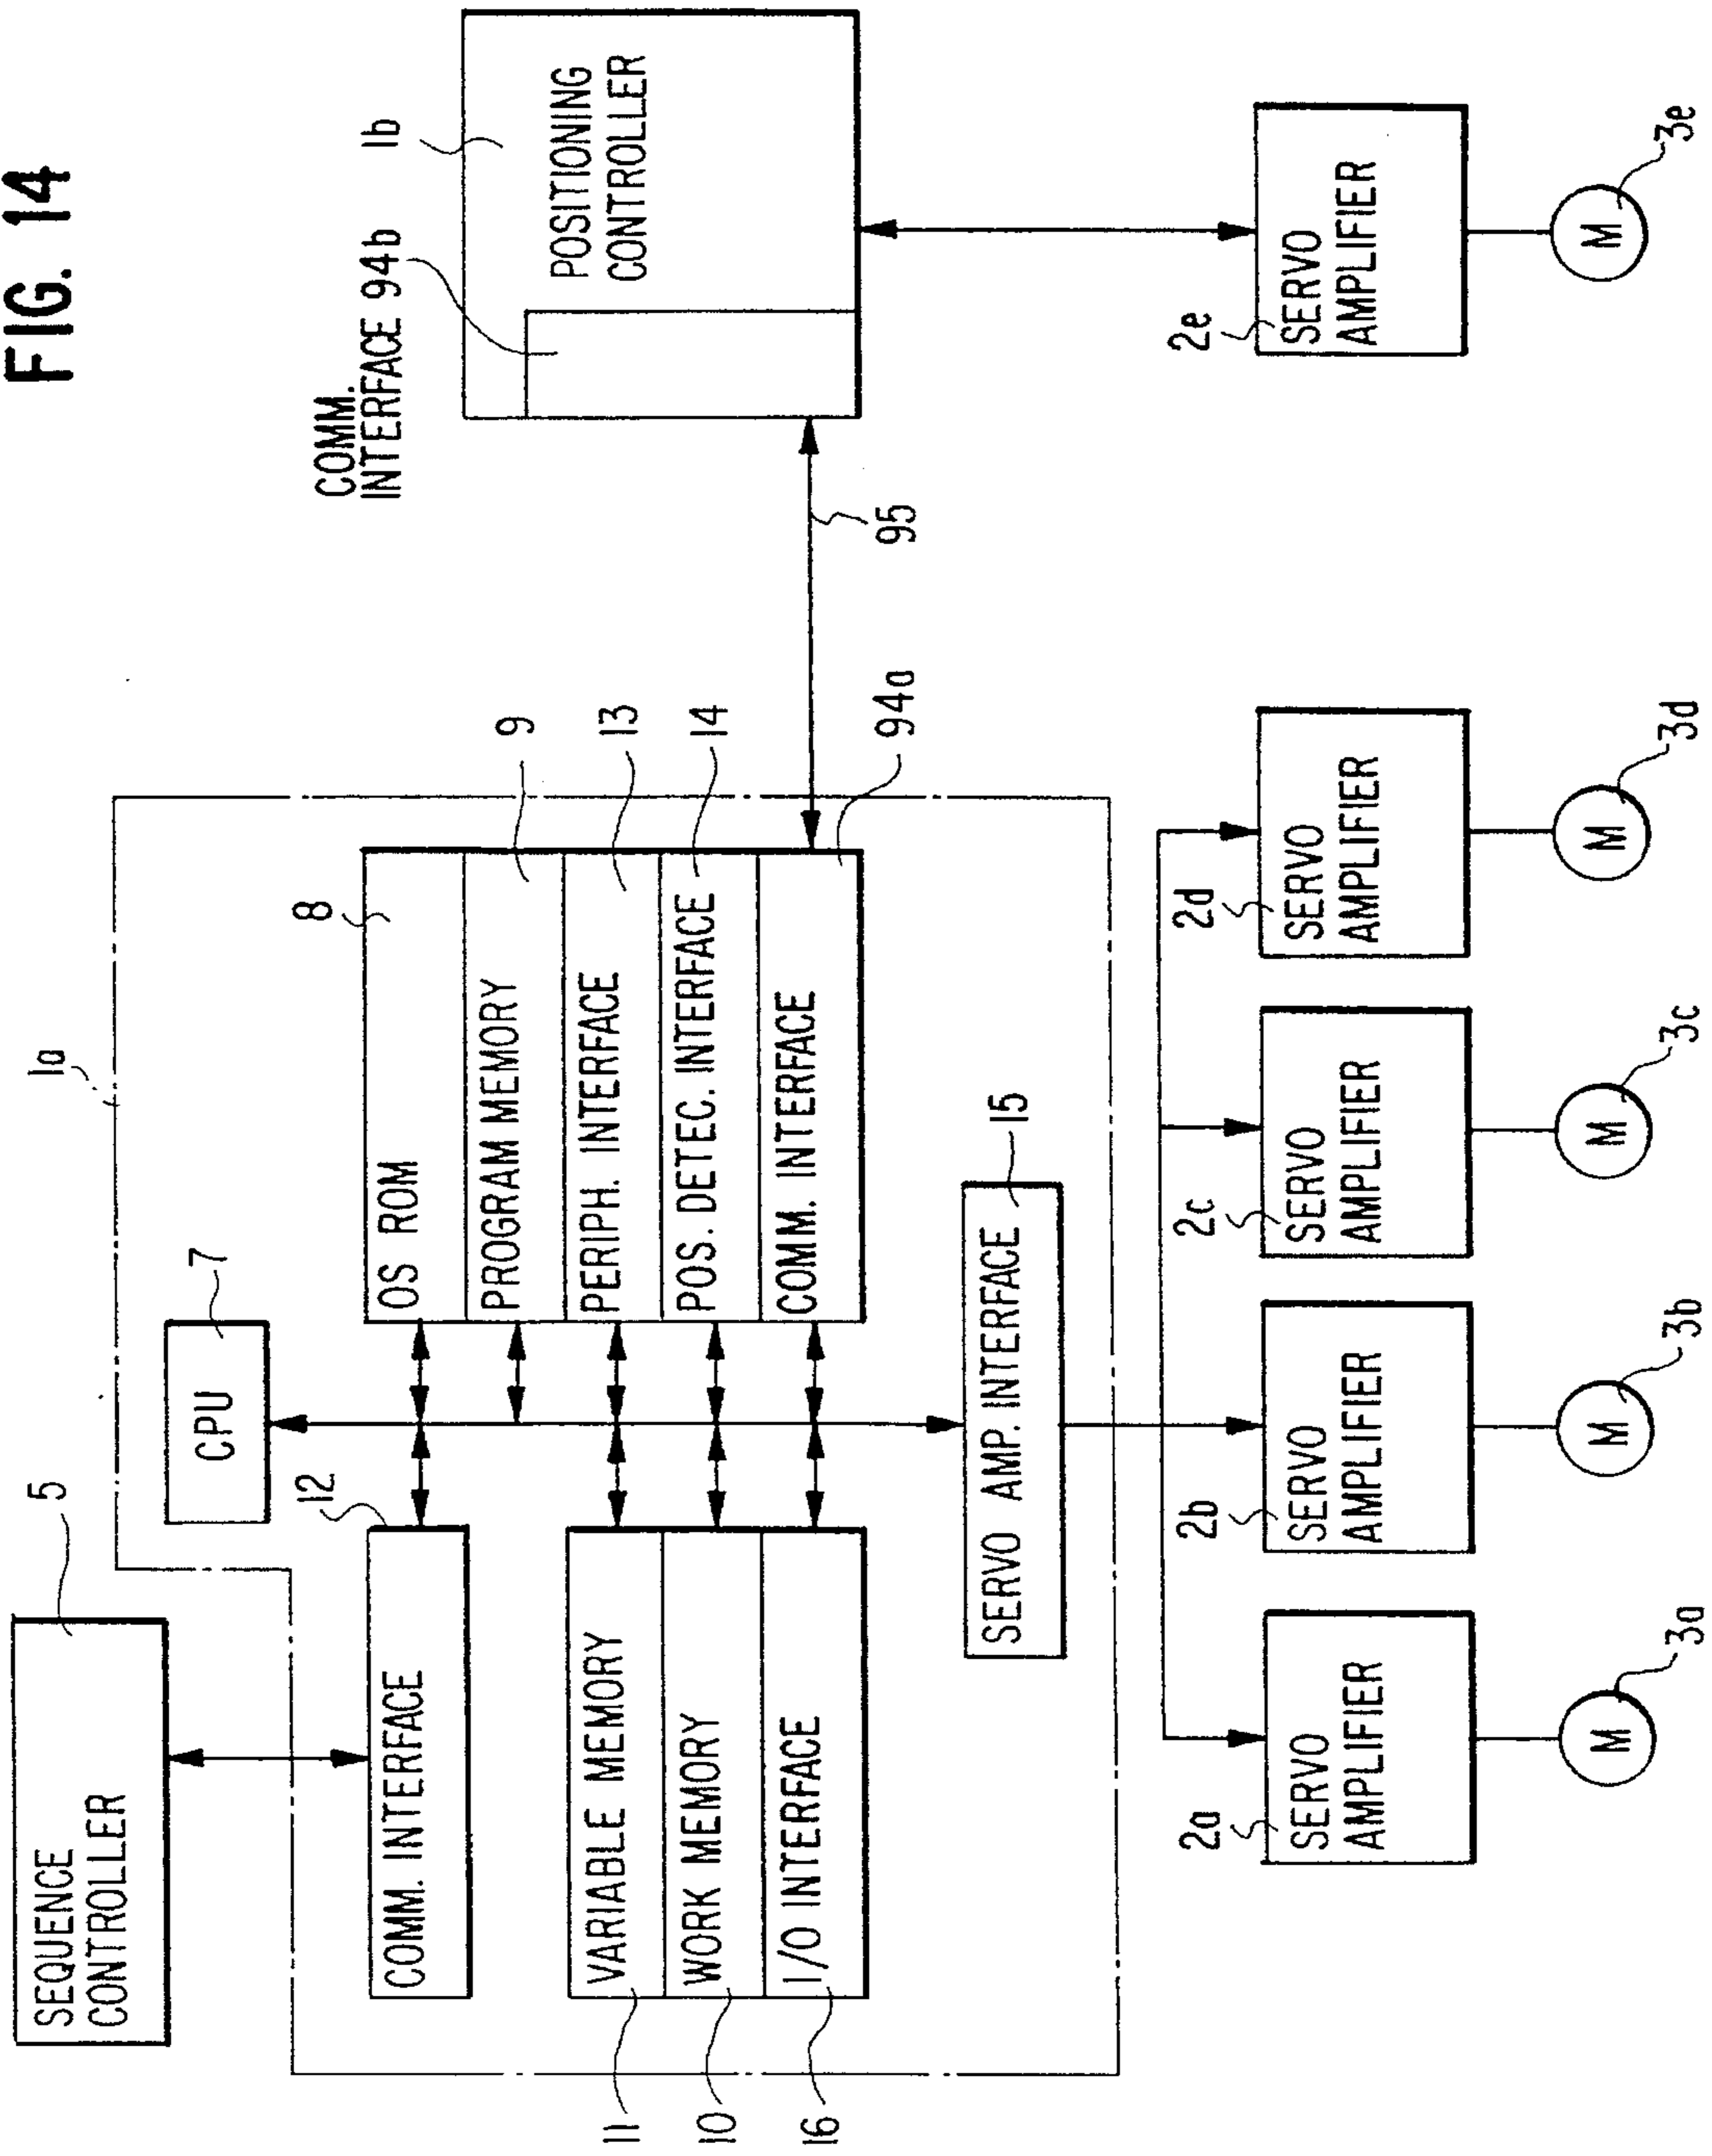 FIG. 14
SEQUENCE
CONTROLLER
5
1a
CPU
7
12
COMM. INTERFACE
8
OS ROM
PROGRAM MEMORY
9
PERIPH. INTERFACE
13
POS. DETEC. INTERFACE
14
COMM. INTERFACE
94a
11
VARIABLE MEMORY
10
WORK MEMORY
16
I/O INTERFACE
SERVO AMP. INTERFACE
15
95
COMM.
INTERFACE 94b
1b
POSITIONING
CONTROLLER
2a
SERVO
AMPLIFIER
M
3a
2b
SERVO
AMPLIFIER
M
3b
2c
SERVO
AMPLIFIER
M
3c
2d
SERVO
AMPLIFIER
M
3d
2e
SERVO
AMPLIFIER
M
3e